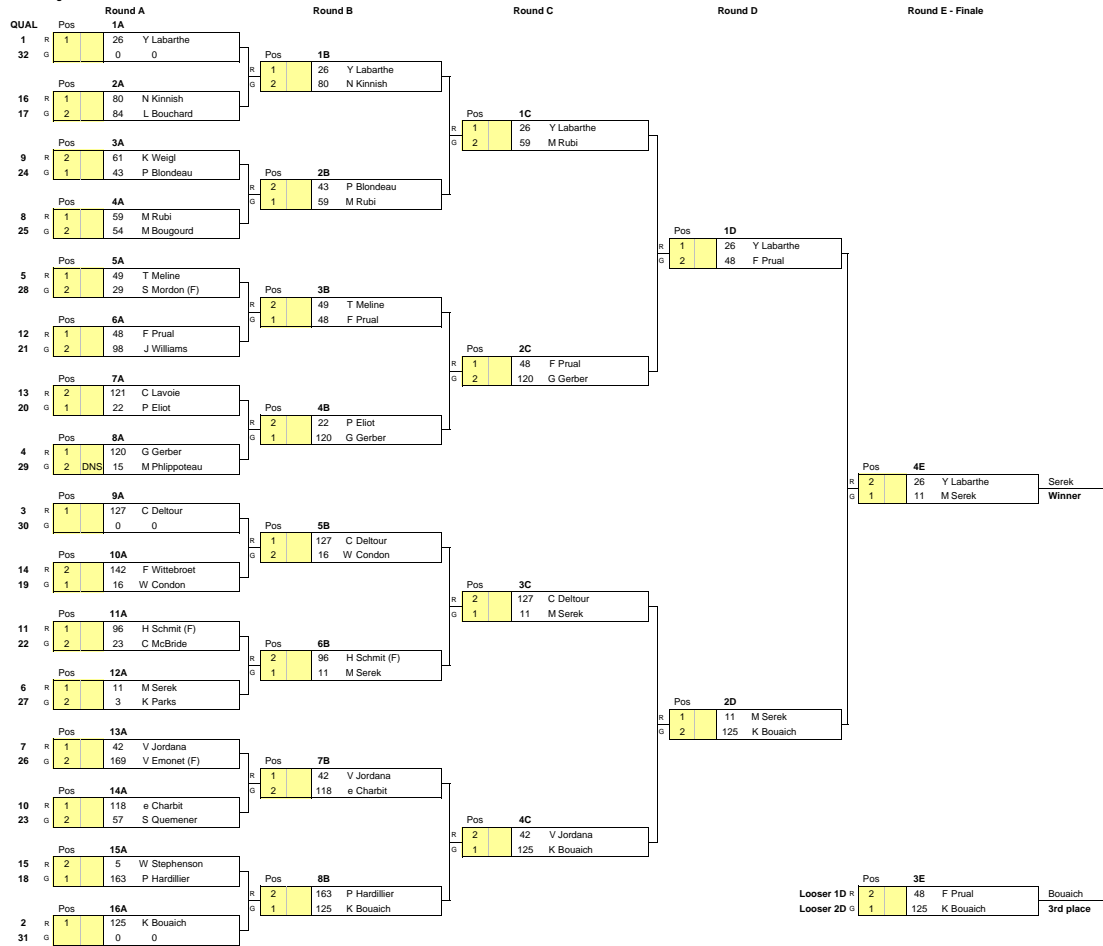 Round A Round B Round C Round D Round E - Finale
QUAL Pos 1A
1 R 1 26 Y Labarthe
32 G 0 0
Pos 1B
R 1 26 Y Labarthe
G 2 80 N Kinnish
Pos 2A
16 R 1 80 N Kinnish
17 G 2 84 L Bouchard
Pos 1C
R 1 26 Y Labarthe
G 2 59 M Rubi
Pos 3A
9 R 2 61 K Weigl
24 G 1 43 P Blondeau
Pos 2B
R 2 43 P Blondeau
G 1 59 M Rubi
Pos 4A
8 R 1 59 M Rubi
25 G 2 54 M Bougourd
Pos 1D
R 1 26 Y Labarthe
G 2 48 F Prual
Pos 5A
5 R 1 49 T Meline
28 G 2 29 S Mordon (F)
Pos 3B
R 2 49 T Meline
G 1 48 F Prual
Pos 6A
12 R 1 48 F Prual
21 G 2 98 J Williams
Pos 2C
R 1 48 F Prual
G 2 120 G Gerber
Pos 7A
13 R 2 121 C Lavoie
20 G 1 22 P Eliot
Pos 4B
R 2 22 P Eliot
G 1 120 G Gerber
Pos 8A
4 R 1 120 G Gerber
29 G 2 DNS 15 M Phlippoteau
Pos 4E
R 2 26 Y Labarthe Serek
G 1 11 M Serek Winner
Pos 9A
3 R 1 127 C Deltour
30 G 0 0
Pos 5B
R 1 127 C Deltour
G 2 16 W Condon
Pos 10A
14 R 2 142 F Wittebroet
19 G 1 16 W Condon
Pos 3C
R 2 127 C Deltour
G 1 11 M Serek
Pos 11A
11 R 1 96 H Schmit (F)
22 G 2 23 C McBride
Pos 6B
R 2 96 H Schmit (F)
G 1 11 M Serek
Pos 12A
6 R 1 11 M Serek
27 G 2 3 K Parks
Pos 2D
R 1 11 M Serek
G 2 125 K Bouaich
Pos 13A
7 R 1 42 V Jordana
26 G 2 169 V Emonet (F)
Pos 7B
R 1 42 V Jordana
G 2 118 e Charbit
Pos 14A
10 R 1 118 e Charbit
23 G 2 57 S Quemener
Pos 4C
R 2 42 V Jordana
G 1 125 K Bouaich
Pos 15A
15 R 2 5 W Stephenson
18 G 1 163 P Hardillier
Pos 8B
R 2 163 P Hardillier
G 1 125 K Bouaich
Pos 16A
2 R 1 125 K Bouaich
31 G 0 0
Pos 3E
Looser 1D R 2 48 F Prual Bouaich
Looser 2D G 1 125 K Bouaich 3rd place